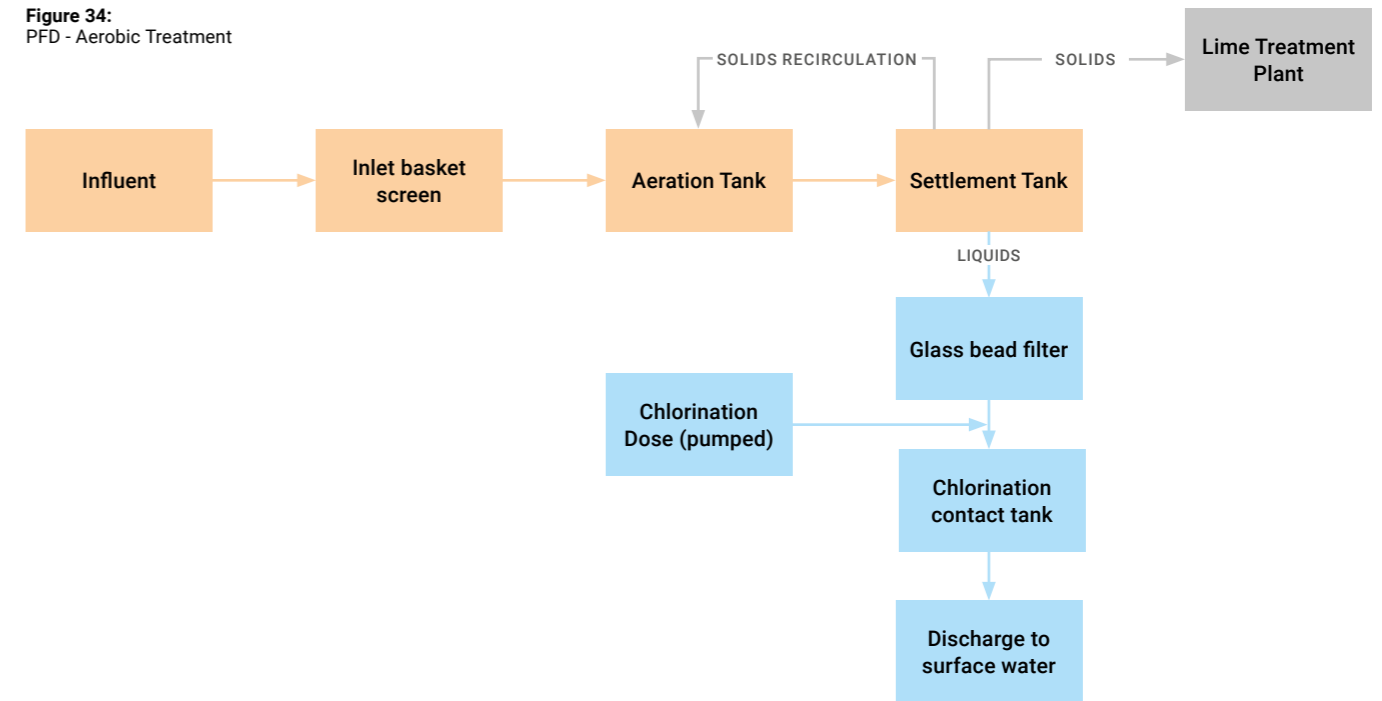 Figure 34:
PFD - Aerobic Treatment
Lime Treatment
Plant
SOLIDS RECIRCULATION
SOLIDS
Influent
Inlet basket
screen
Aeration Tank
Settlement Tank
LIQUIDS
Glass bead filter
Chlorination
Dose (pumped)
Chlorination
contact tank
Discharge to
surface water